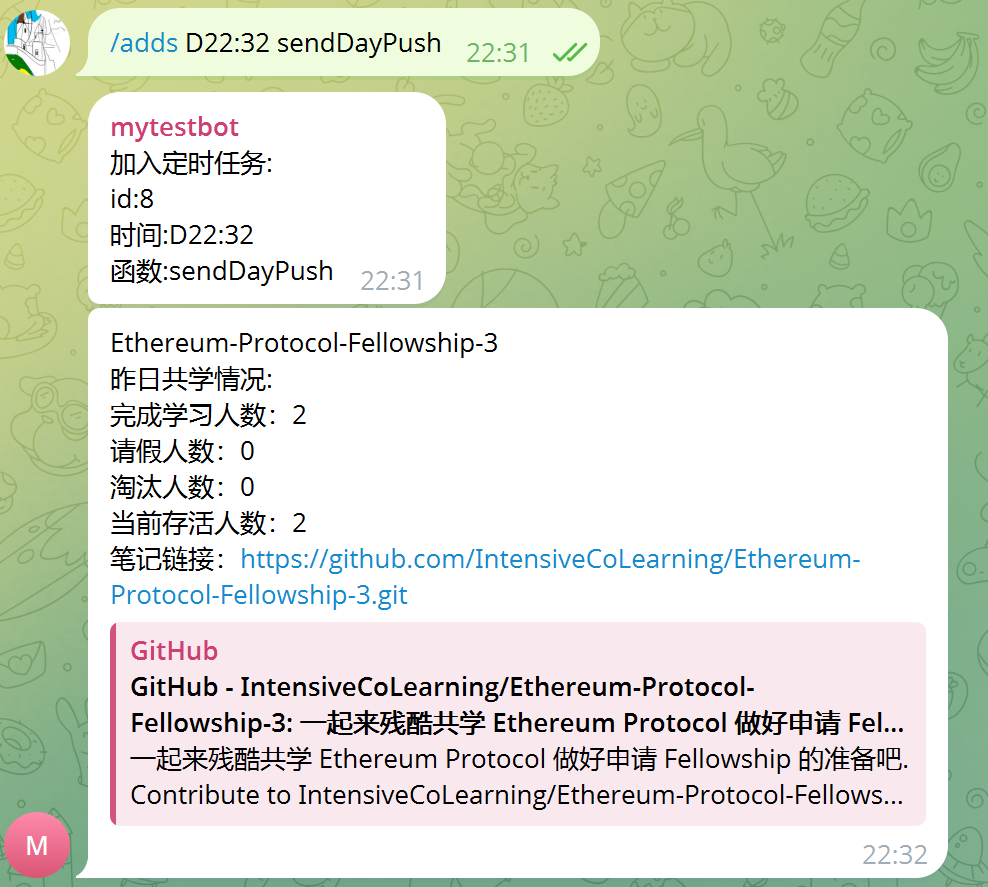 /adds D22:32 sendDayPush 22:31
mytestbot
加入定时任务:
id:8
时间:D22:32
函数:sendDayPush 22:31
Ethereum-Protocol-Fellowship-3
昨日共学情况:
完成学习人数：2
请假人数：0
淘汰人数：0
当前存活人数：2
笔记链接：https://github.com/IntensiveCoLearning/Ethereum-
Protocol-Fellowship-3.git
GitHub
GitHub - IntensiveCoLearning/Ethereum-Protocol-
Fellowship-3: 一起来残酷共学 Ethereum Protocol 做好申请 Fel...
一起来残酷共学 Ethereum Protocol 做好申请 Fellowship 的准备吧.
Contribute to IntensiveCoLearning/Ethereum-Protocol-Fellows...
M
22:32